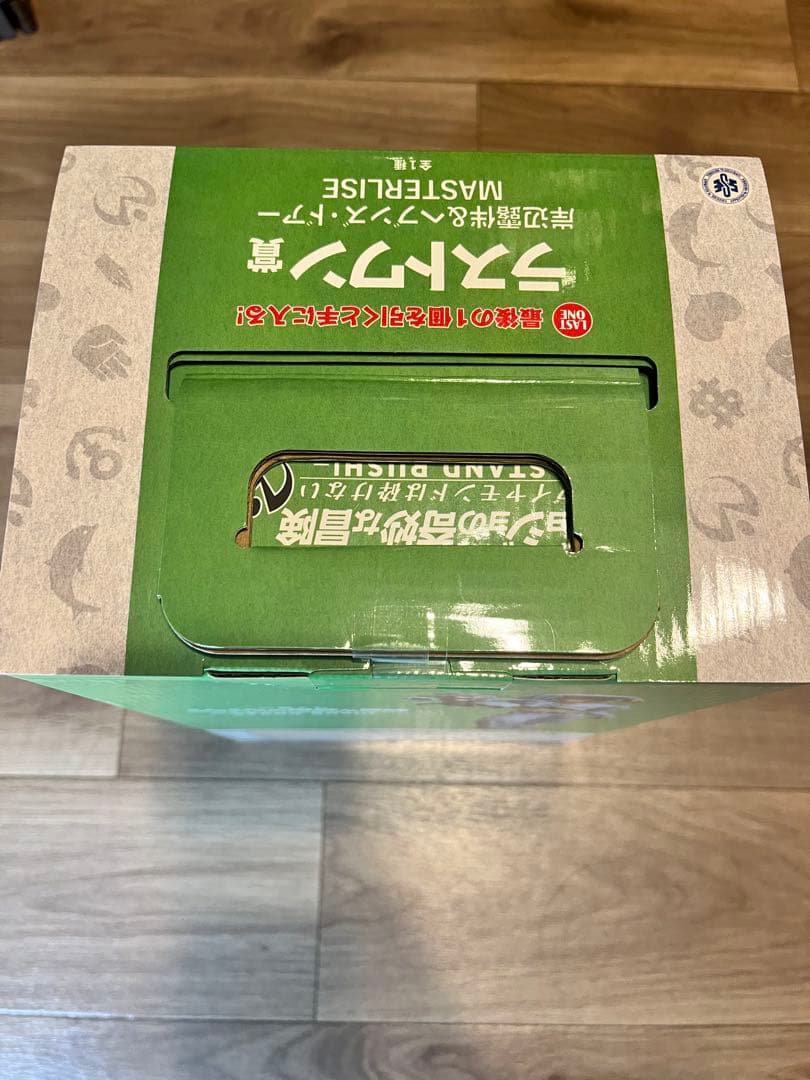 全1種
MASTERLISE
岸辺露伴&ヘブンズ・ドアー
ラストワン賞
LAST ONE 最後の1個を引くと手に入る!
ョジョの奇妙な冒険
イヤモンドは砕けない
STAND RUSH!